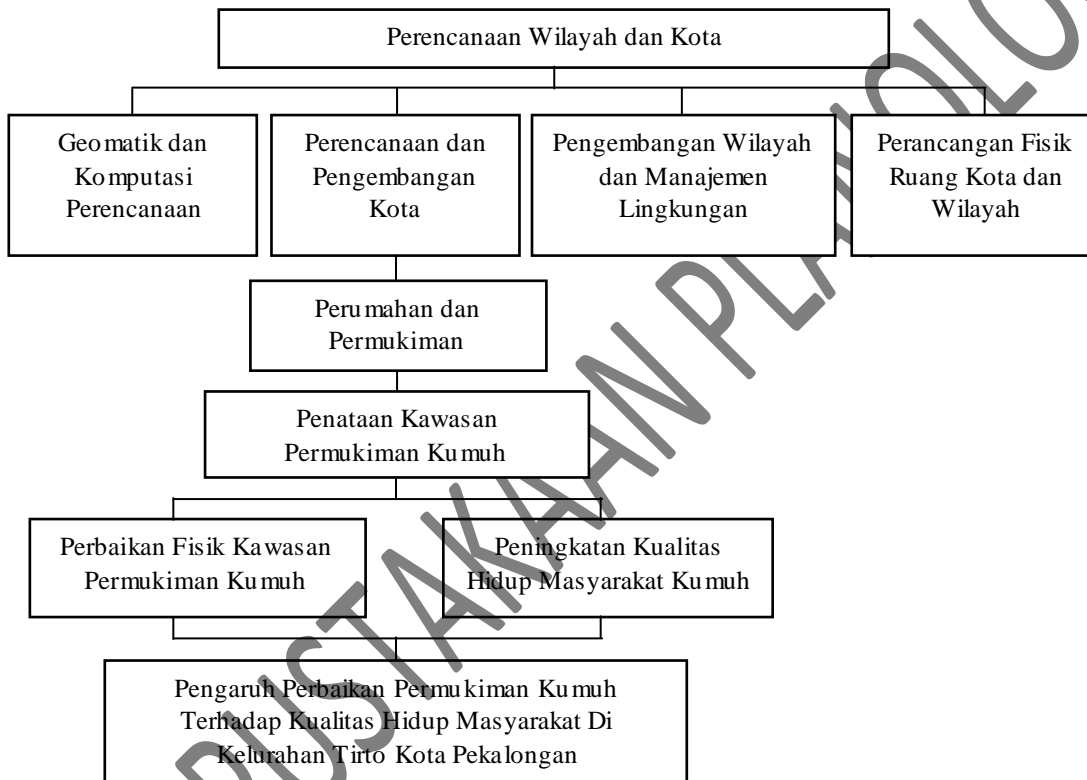 Perencanaan Wilayah dan Kota
Geomatik dan
Komputasi
Perencanaan
Perencanaan dan
Pengembangan
Kota
Pengembangan Wilayah
dan Manajemen
Lingkungan
Perancangan Fisik
Ruang Kota dan
Wilayah
Perumahan dan
Permukiman
Penataan Kawasan
Permukiman Kumuh
Perbaikan Fisik Kawasan
Permukiman Kumuh
Peningkatan Kualitas
Hidup Masyarakat Kumuh
Pengaruh Perbaikan Permukiman Kumuh
Terhadap Kualitas Hidup Masyarakat Di
Kelurahan Tirto Kota Pekalongan